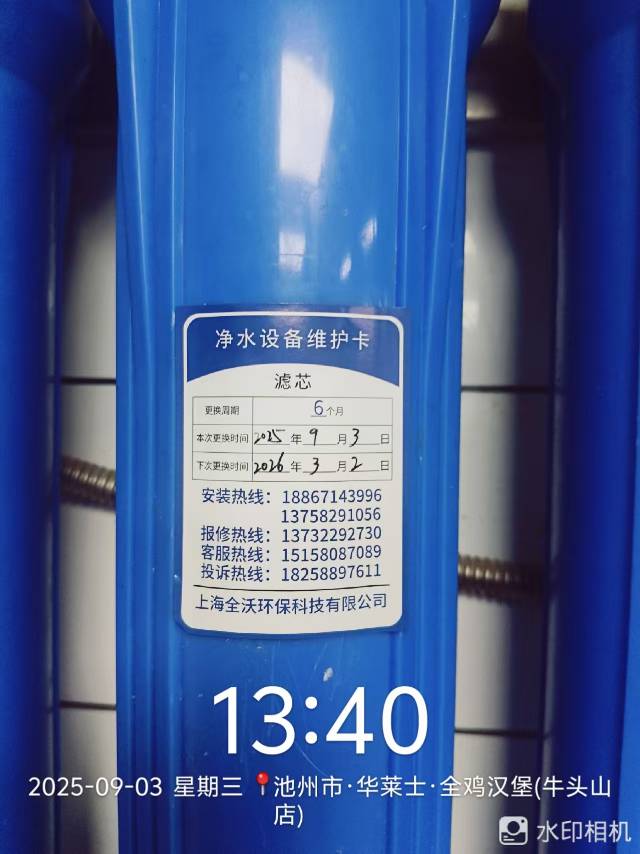 净水设备维护卡
滤芯
更换周期 6个月
本次更换时间 2025年9月3日
下次更换时间 2026年3月2日
安装热线：18867143996
13758291056
报修热线：13732292730
客服热线：15158087089
投诉热线：18258897611
上海全沃环保科技有限公司
13:40
2025-09-03 星期三 池州市·华莱士·全鸡汉堡(牛头山
店)
水印相机